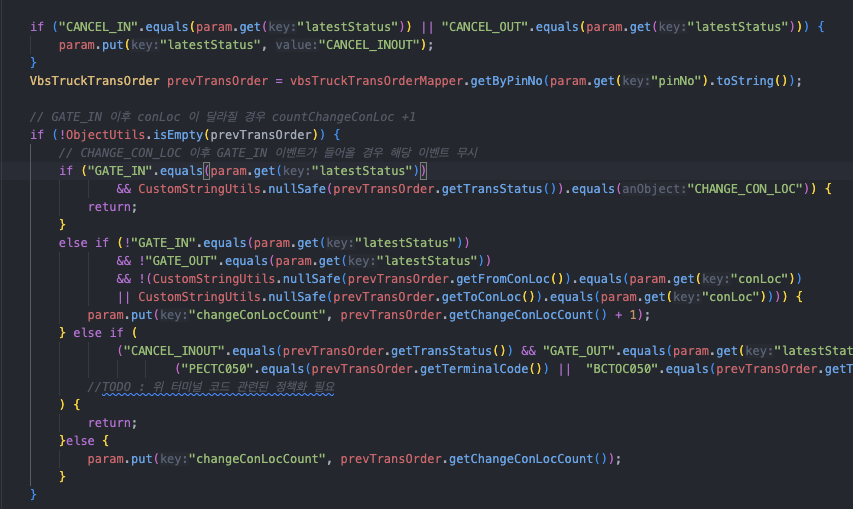 if ("CANCEL_IN".equals(param.get(key:"latestStatus")) || "CANCEL_OUT".equals(param.get(key:"latestStatus"))) {
param.put(key:"latestStatus", value:"CANCEL_INOUT");
}
VbsTruckTransOrder prevTransOrder = vbsTruckTransOrderMapper.getByPinNo(param.get(key:"pinNo").toString());
// GATE_IN 이후 conLoc 이 달라질 경우 countChangeConLoc +1
if (!ObjectUtils.isEmpty(prevTransOrder)) {
// CHANGE_CON_LOC 이후 GATE_IN 이벤트가 들어올 경우 해당 이벤트 무시
if ("GATE_IN".equals(param.get(key:"latestStatus"))
&& CustomStringUtils.nullSafe(prevTransOrder.getTransStatus()).equals(anObject:"CHANGE_CON_LOC")) {
return;
}
else if (!"GATE_IN".equals(param.get(key:"latestStatus"))
&& !"GATE_OUT".equals(param.get(key:"latestStatus"))
&& !(CustomStringUtils.nullSafe(prevTransOrder.getFromConLoc()).equals(param.get(key:"conLoc"))
|| CustomStringUtils.nullSafe(prevTransOrder.getToConLoc()).equals(param.get(key:"conLoc")))) {
param.put(key:"changeConLocCount", prevTransOrder.getChangeConLocCount() + 1);
} else if (
("CANCEL_INOUT".equals(prevTransOrder.getTransStatus()) && "GATE_OUT".equals(param.get(key:"latestStat
("PECTC050".equals(prevTransOrder.getTerminalCode()) || "BCTOC050".equals(prevTransOrder.getT
//TODO : 위 터미널 코드 관련된 정책화 필요
) {
return;
}else {
param.put(key:"changeConLocCount", prevTransOrder.getChangeConLocCount());
}
}